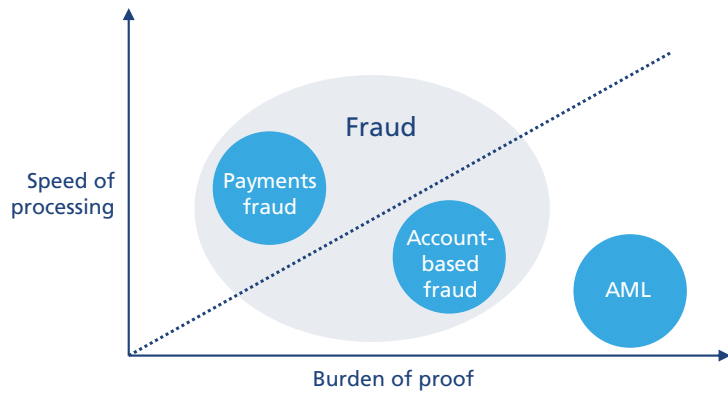 Fraud
Payments
fraud
Speed of
processing
Account-
based
fraud
AML
Burden of proof